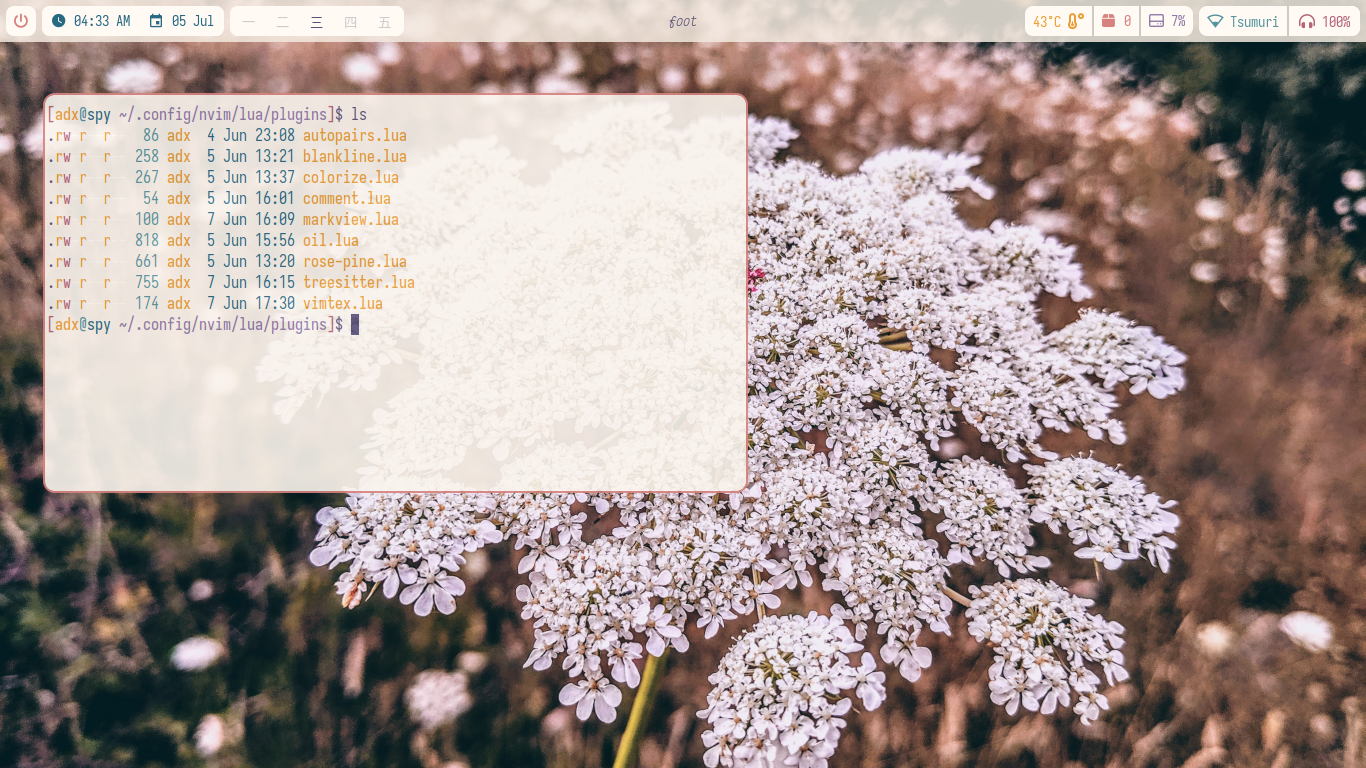 04:33 AM 05 Jul 一 二 三 四 五 foot 43°C 0 7% Tsumuri 100%
[adx@spy ~/.config/nvim/lua/plugins]$ ls
.rw r r 86 adx 4 Jun 23:08 autopairs.lua
.rw r r 258 adx 5 Jun 13:21 blankline.lua
.rw r r 267 adx 5 Jun 13:37 colorize.lua
.rw r r 54 adx 5 Jun 16:01 comment.lua
.rw r r 100 adx 7 Jun 16:09 markview.lua
.rw r r 818 adx 5 Jun 15:56 oil.lua
.rw r r 661 adx 5 Jun 13:20 rose-pine.lua
.rw r r 755 adx 7 Jun 16:15 treesitter.lua
.rw r r 174 adx 7 Jun 17:30 vimtex.lua
[adx@spy ~/.config/nvim/lua/plugins]$